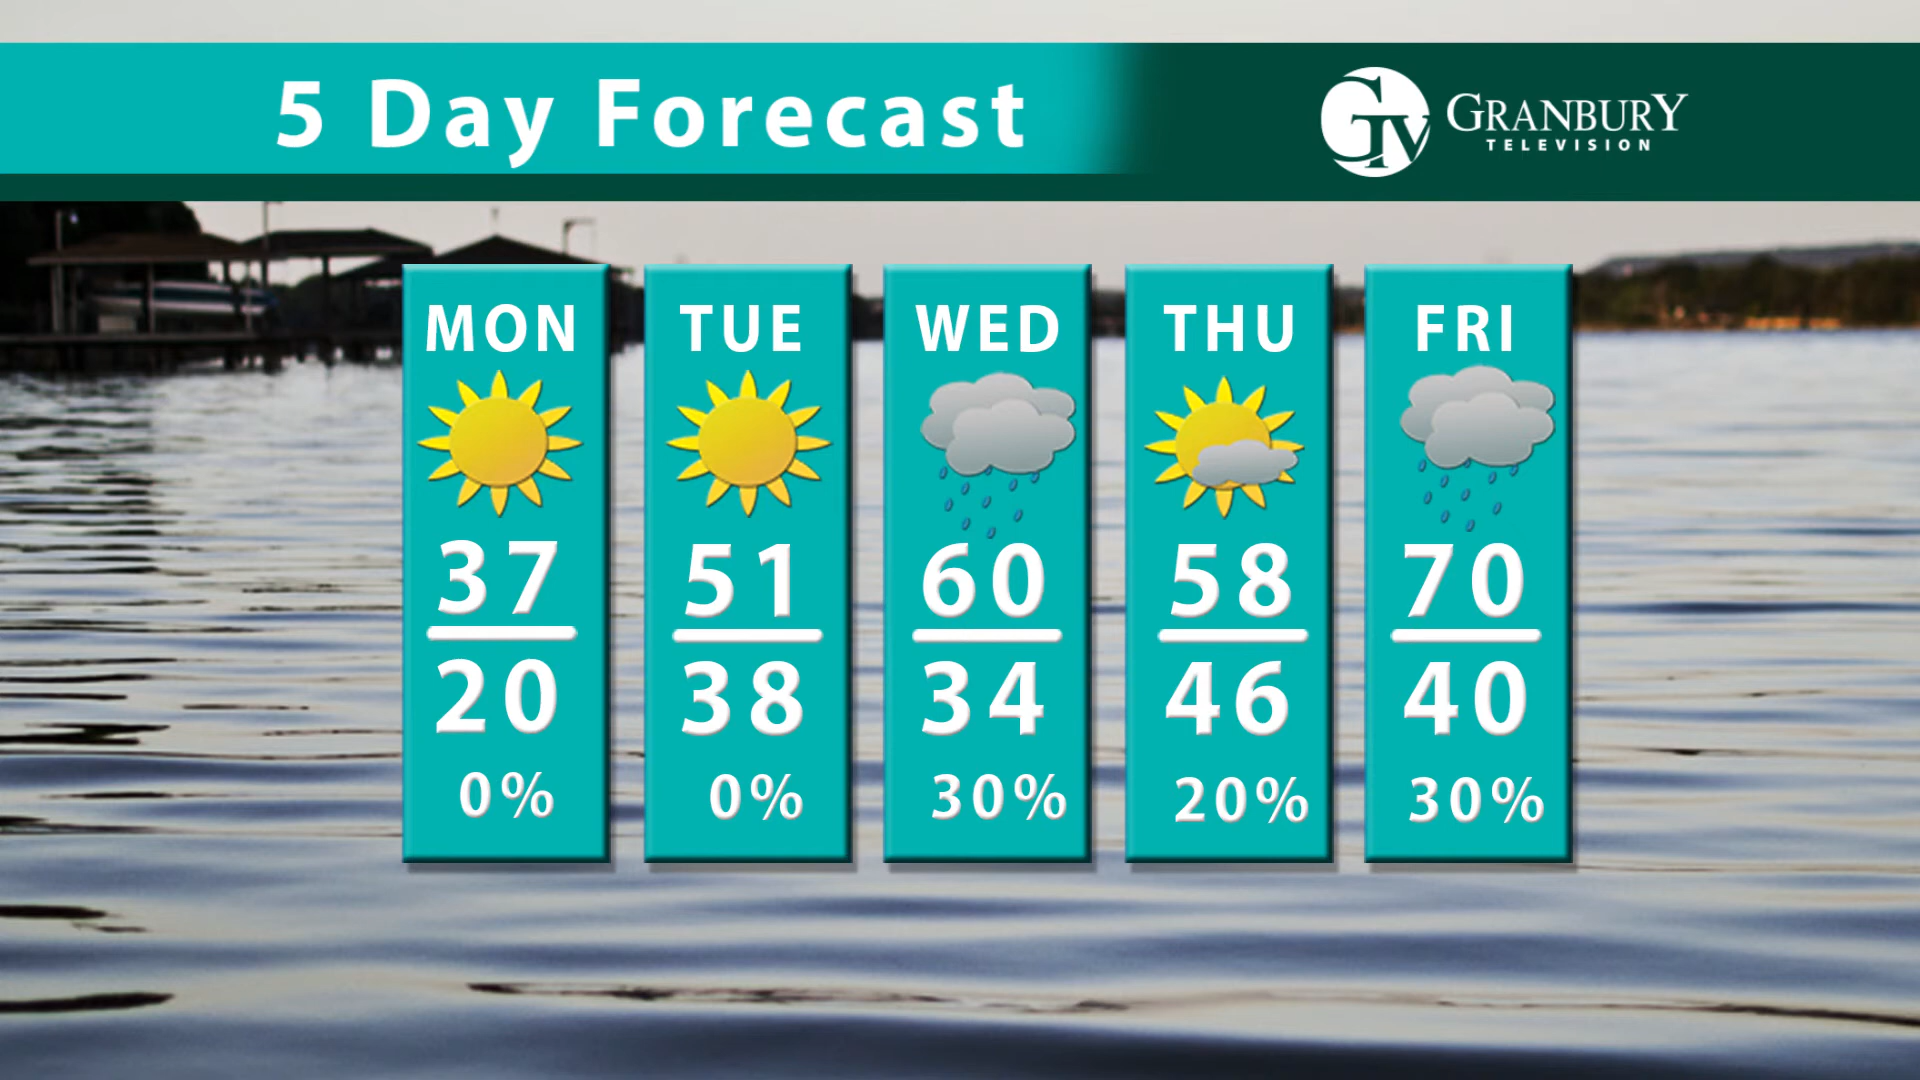 5 Day Forecast
GTV GRANBURY
TELEVISION
MON TUE WED THU FRI
37 51 60 58 70
20 38 34 46 40
0% 0% 30% 20% 30%